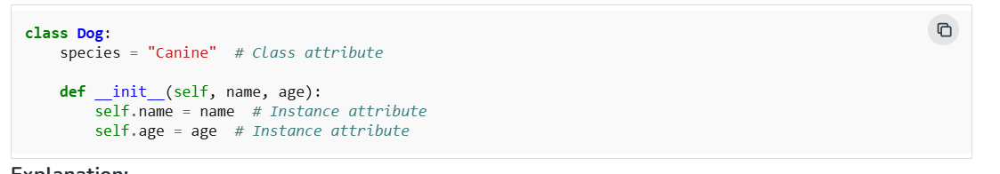 class Dog:
    species = "Canine"  # Class attribute

    def __init__(self, name, age):
        self.name = name  # Instance attribute
        self.age = age  # Instance attribute
Explanation: